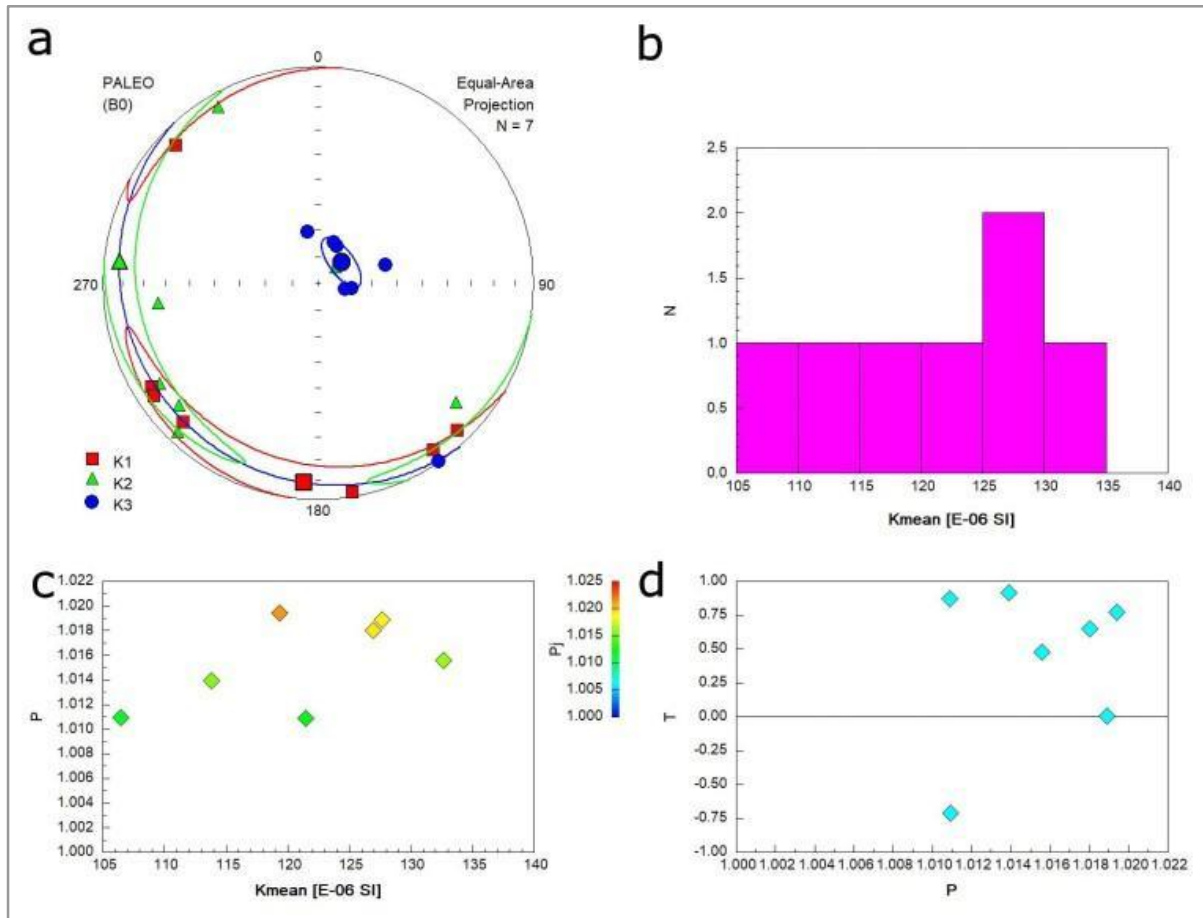 a
PALEO
(B0)
Equal-Area
Projection
N = 7
0
90
180
270
K1
K2
K3
b
2.5
2.0
1.5
1.0
0.5
0.0
N
105 110 115 120 125 130 135 140
Kmean [E-06 SI]
c
1.022
1.020
1.018
1.016
1.014
1.012
1.010
1.008
1.006
1.004
1.002
1.000
P
105 110 115 120 125 130 135 140
Kmean [E-06 SI]
Pj
1.025
1.020
1.015
1.010
1.005
1.000
d
1.00
0.75
0.50
0.25
0.00
-0.25
-0.50
-0.75
-1.00
T
1.000 1.002 1.004 1.006 1.008 1.010 1.012 1.014 1.016 1.018 1.020 1.022
P